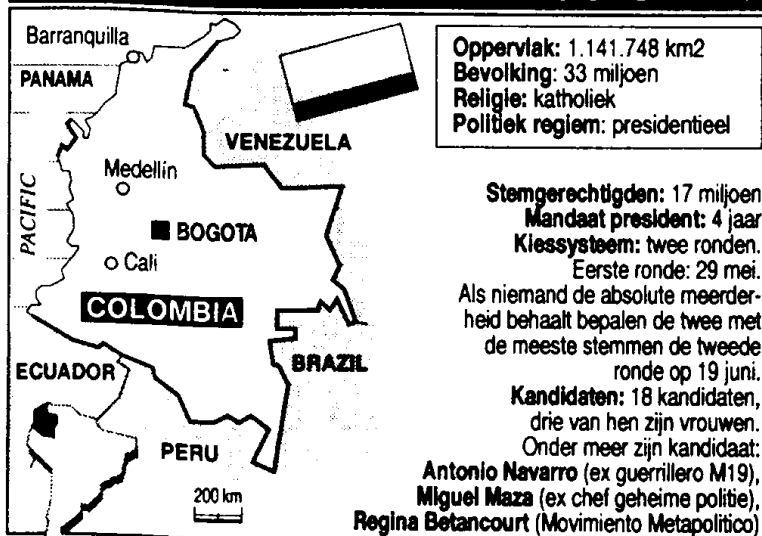 Barranquilla
PANAMA
VENEZUELA
Medellín
PACIFIC
BOGOTA
Cali
COLOMBIA
BRAZIL
ECUADOR
PERU
200 km
Oppervlak: 1.141.748 km2
Bevolking: 33 miljoen
Religie: katholiek
Politiek regiem: presidentieel
Stemgerechtigden: 17 miljoen
Mandaat president: 4 jaar
Kiessysteem: twee ronden.
Eerste ronde: 29 mei.
Als niemand de absolute meerder-
heid behaalt bepalen de twee met
de meeste stemmen de tweede
ronde op 19 juni.
Kandidaten: 18 kandidaten,
drie van hen zijn vrouwen.
Onder meer zijn kandidaat:
Antonio Navarro (ex guerrillero M19),
Miguel Maza (ex chef geheime politie),
Regina Betancourt (Movimiento Metapolitico)